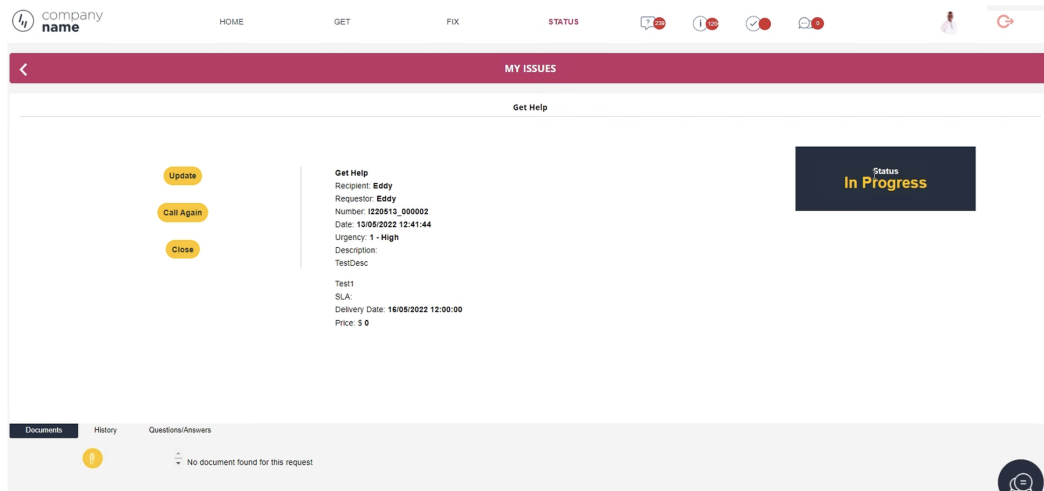 company
name
HOME
GET
FIX
STATUS
?
239
i
120
0
MY ISSUES
Get Help
Update
Call Again
Close
Get Help
Recipient: Eddy
Requestor: Eddy
Number: I220513_000002
Date: 13/05/2022 12:41:44
Urgency: 1 - High
Description:
TestDesc
Test1
SLA:
Delivery Date: 16/05/2022 12:00:00
Price: $ 0
Status
In Progress
Documents
History
Questions/Answers
No document found for this request